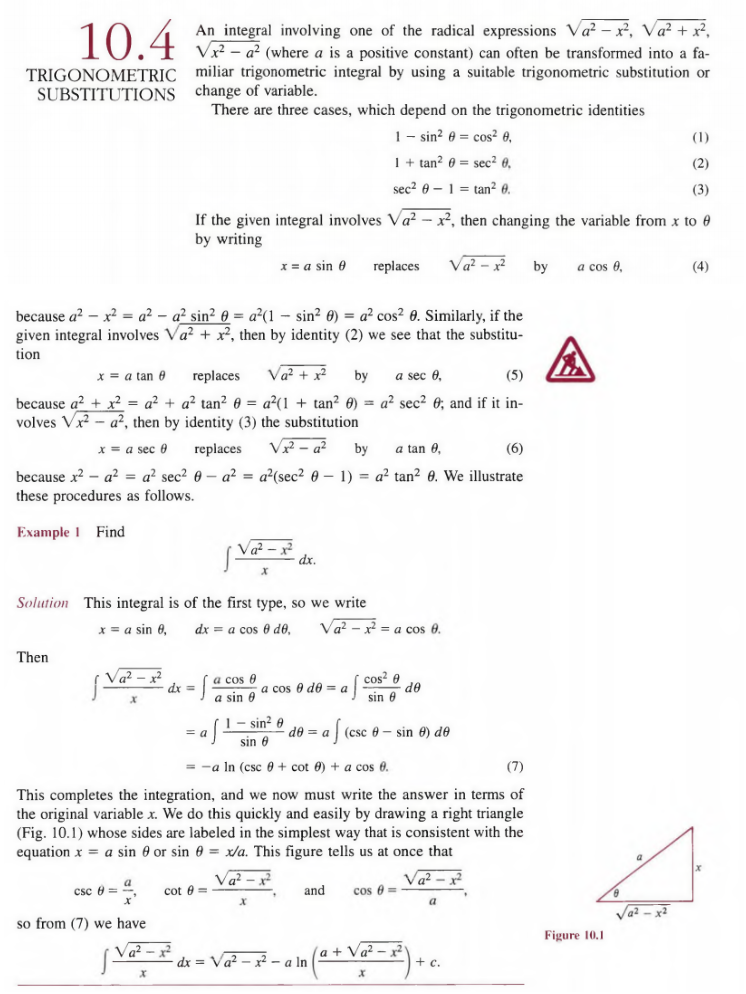 10.4
TRIGONOMETRIC
SUBSTITUTIONS
An integral involving one of the radical expressions √(a² − x²), √(a² + x²),
√(x² − a²) (where a is a positive constant) can often be transformed into a fa-
miliar trigonometric integral by using a suitable trigonometric substitution or
change of variable.
There are three cases, which depend on the trigonometric identities
1 − sin² θ = cos² θ, (1)
1 + tan² θ = sec² θ, (2)
sec² θ − 1 = tan² θ. (3)
If the given integral involves √(a² − x²), then changing the variable from x to θ
by writing
x = a sin θ replaces √(a² − x²) by a cos θ, (4)
because a² − x² = a² − a² sin² θ = a²(1 − sin² θ) = a² cos² θ. Similarly, if the
given integral involves √(a² + x²), then by identity (2) we see that the substitu-
tion
x = a tan θ replaces √(a² + x²) by a sec θ, (5)
because a² + x² = a² + a² tan² θ = a²(1 + tan² θ) = a² sec² θ; and if it in-
volves √(x² − a²), then by identity (3) the substitution
x = a sec θ replaces √(x² − a²) by a tan θ, (6)
because x² − a² = a² sec² θ − a² = a²(sec² θ − 1) = a² tan² θ. We illustrate
these procedures as follows.
Example 1 Find
∫ √(a² − x²)/x dx.
Solution This integral is of the first type, so we write
x = a sin θ, dx = a cos θ dθ, √(a² − x²) = a cos θ.
Then
∫ √(a² − x²)/x dx = ∫ (a cos θ)/(a sin θ) a cos θ dθ = a ∫ (cos² θ)/(sin θ) dθ
= a ∫ (1 − sin² θ)/(sin θ) dθ = a ∫ (csc θ − sin θ) dθ
= −a ln (csc θ + cot θ) + a cos θ. (7)
This completes the integration, and we now must write the answer in terms of
the original variable x. We do this quickly and easily by drawing a right triangle
(Fig. 10.1) whose sides are labeled in the simplest way that is consistent with the
equation x = a sin θ or sin θ = x/a. This figure tells us at once that
csc θ = a/x, cot θ = √(a² − x²)/x, and cos θ = √(a² − x²)/a,
so from (7) we have
∫ √(a² − x²)/x dx = √(a² − x²) − a ln ((a + √(a² − x²))/x) + c.
a
x
θ
√(a² − x²)
Figure 10.1